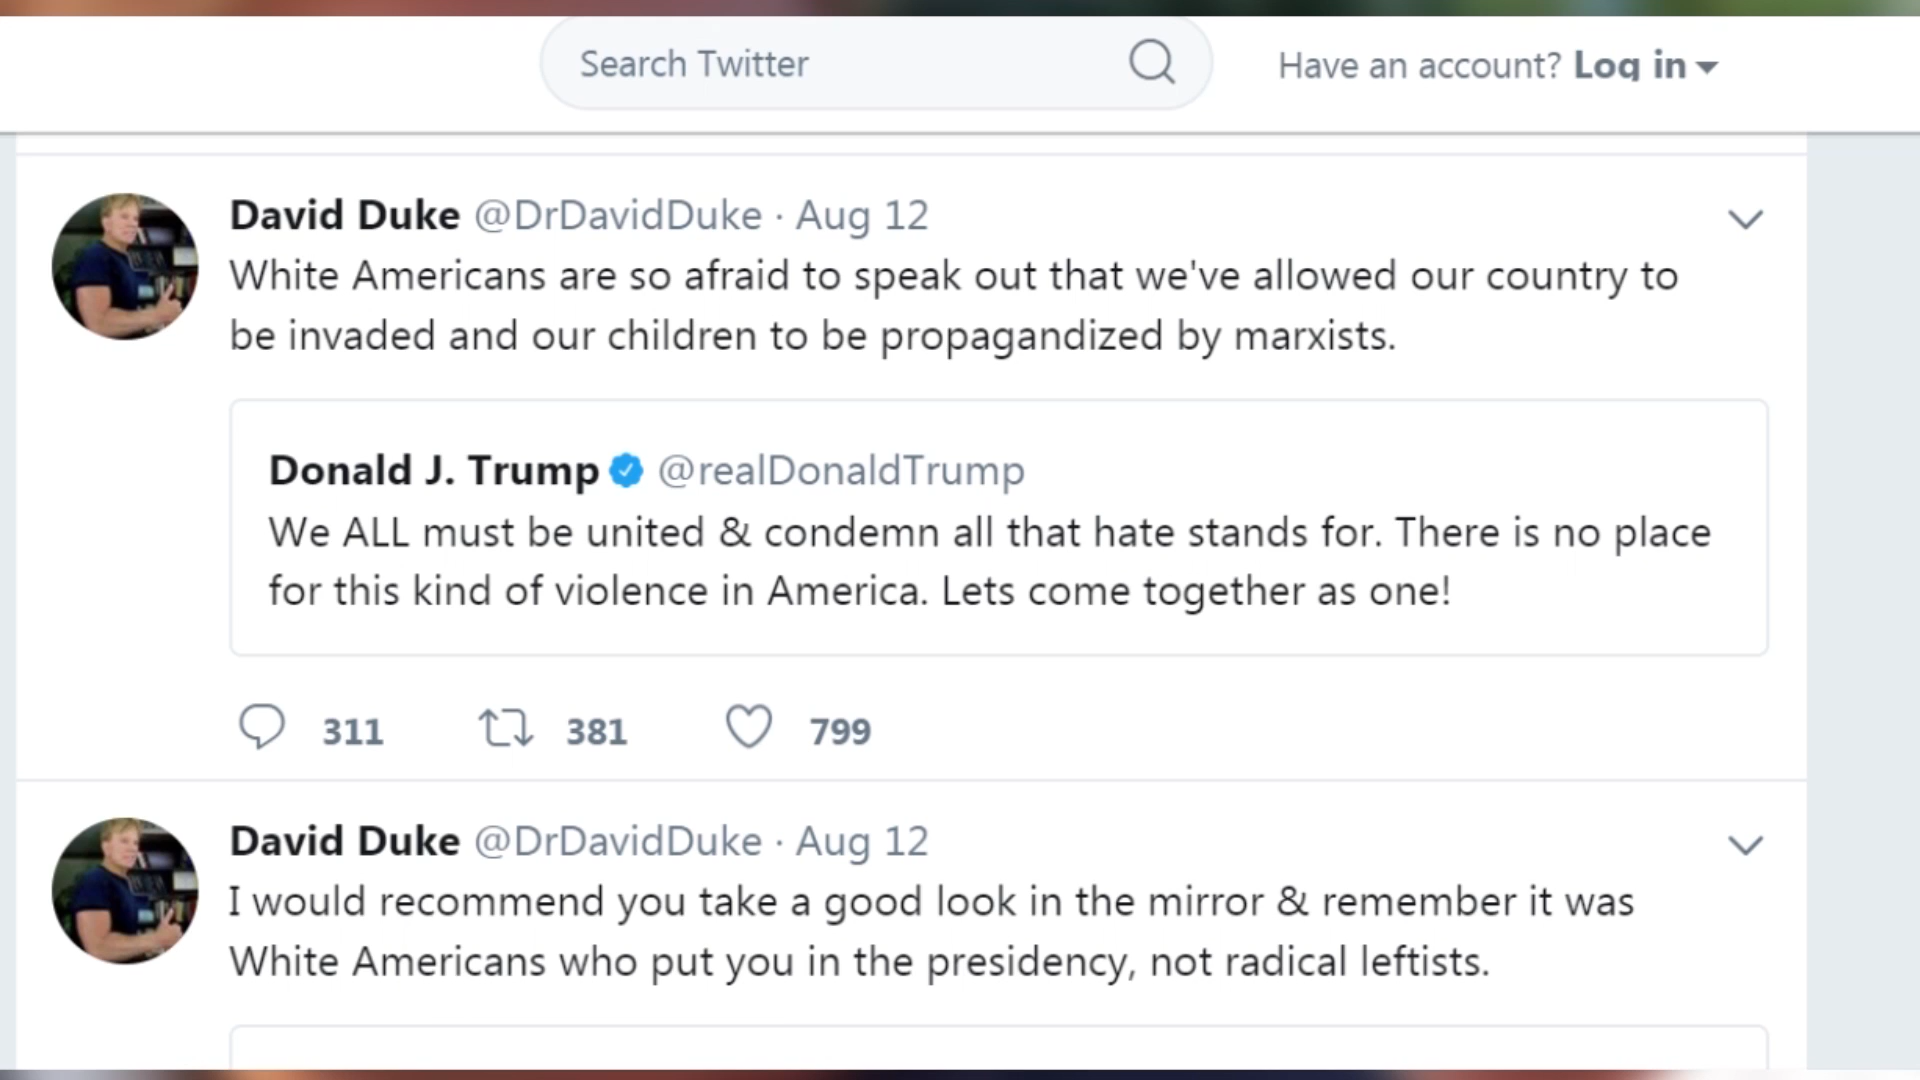 Search Twitter
Have an account? Log in
David Duke @DrDavidDuke · Aug 12
White Americans are so afraid to speak out that we've allowed our country to
be invaded and our children to be propagandized by marxists.
Donald J. Trump @realDonaldTrump
We ALL must be united & condemn all that hate stands for. There is no place
for this kind of violence in America. Lets come together as one!
311 381 799
David Duke @DrDavidDuke · Aug 12
I would recommend you take a good look in the mirror & remember it was
White Americans who put you in the presidency, not radical leftists.